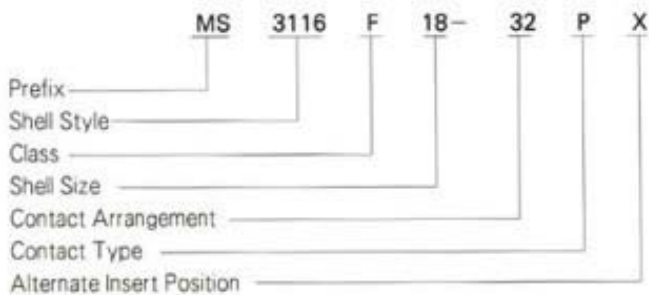 MS 3116 F 18- 32 P X
Prefix
Shell Style
Class
Shell Size
Contact Arrangement
Contact Type
Alternate Insert Position